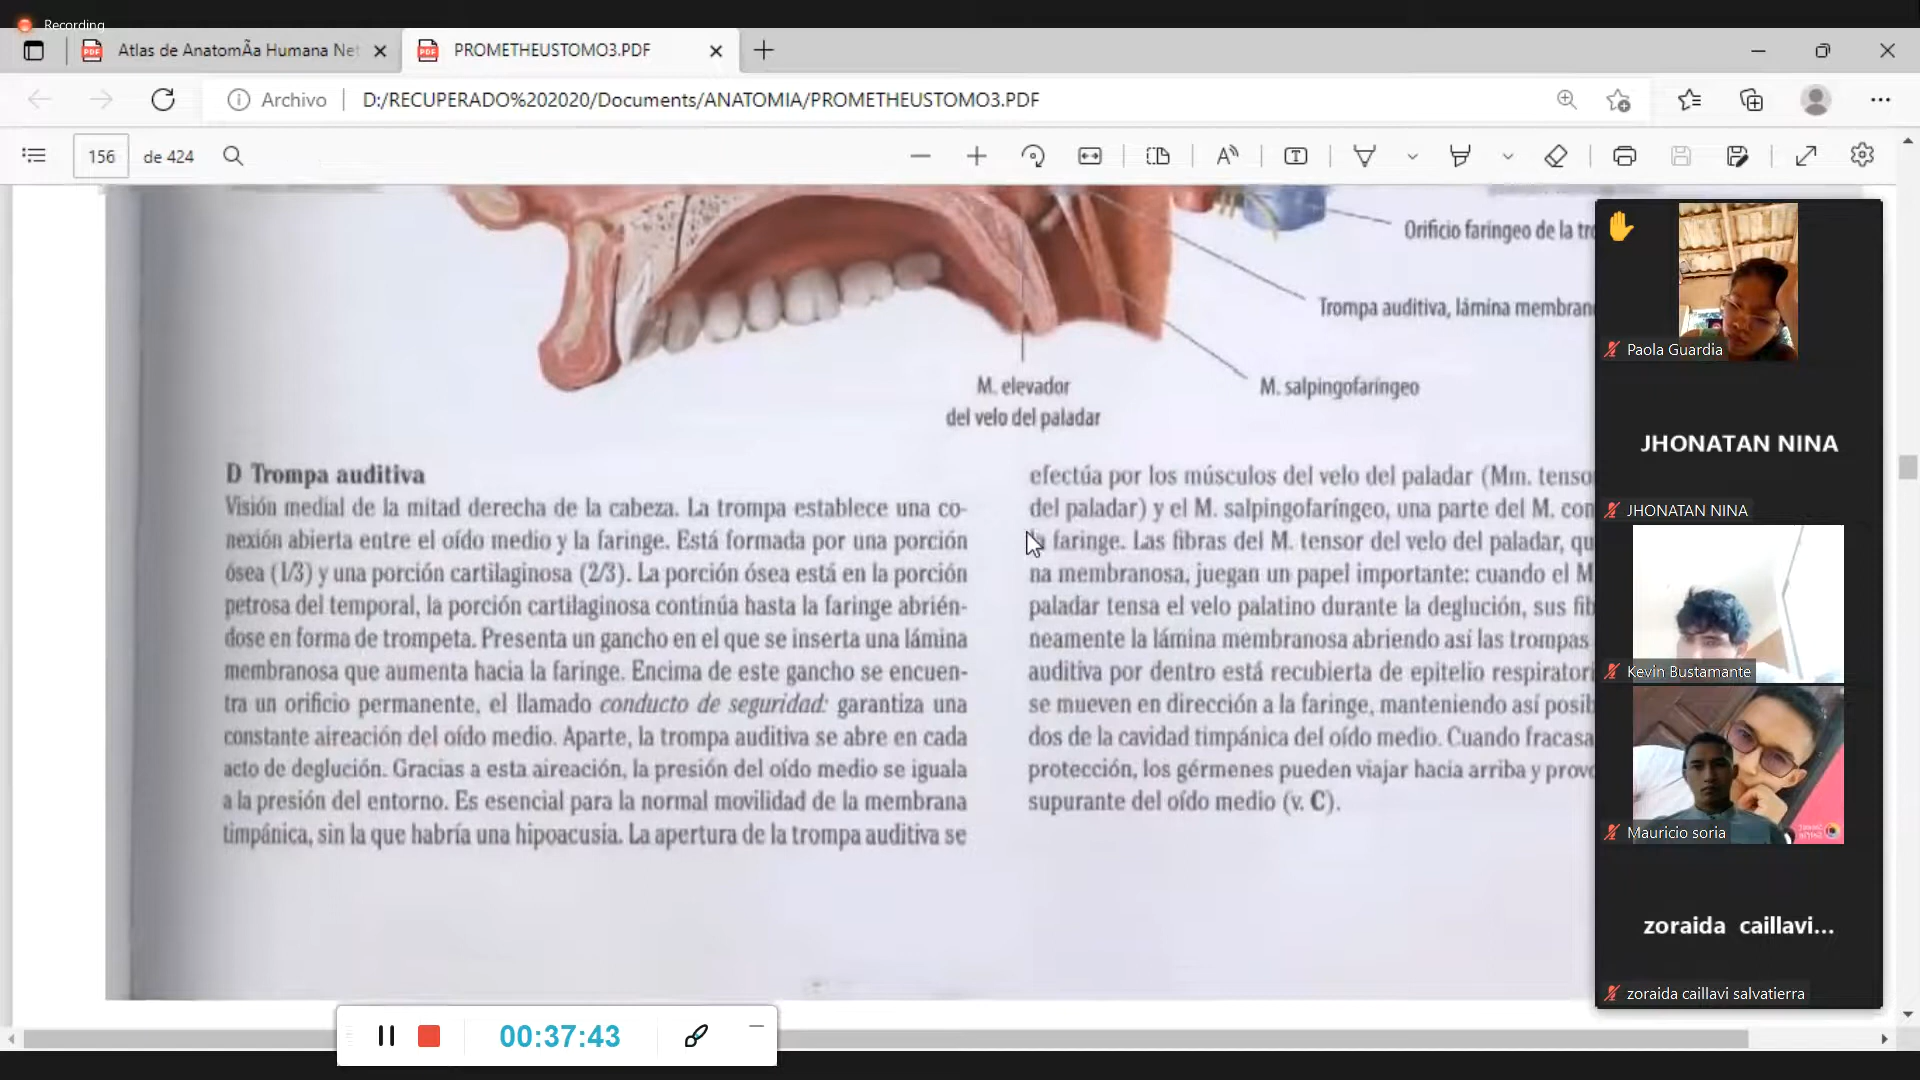 Recording
Atlas de AnatomÃa Humana Net
PROMETHEUSTOMO3.PDF
Archivo
D:/RECUPERADO%202020/Documents/ANATOMIA/PROMETHEUSTOMO3.PDF
156 de 424
Orificio faríngeo de la tro
Trompa auditiva, lámina membran
M. elevador
del velo del paladar
M. salpingofaríngeo
D Trompa auditiva
Visión medial de la mitad derecha de la cabeza. La trompa establece una co-
nexión abierta entre el oído medio y la faringe. Está formada por una porción
ósea (1/3) y una porción cartilaginosa (2/3). La porción ósea está en la porción
petrosa del temporal, la porción cartilaginosa continúa hasta la faringe abrién-
dose en forma de trompeta. Presenta un gancho en el que se inserta una lámina
membranosa que aumenta hacia la faringe. Encima de este gancho se encuen-
tra un orificio permanente, el llamado conducto de seguridad: garantiza una
constante aireación del oído medio. Aparte, la trompa auditiva se abre en cada
acto de deglución. Gracias a esta aireación, la presión del oído medio se iguala
a la presión del entorno. Es esencial para la normal movilidad de la membrana
timpánica, sin la que habría una hipoacusia. La apertura de la trompa auditiva se
efectúa por los músculos del velo del paladar (Mm. tenso
del paladar) y el M. salpingofaríngeo, una parte del M. con
la faringe. Las fibras del M. tensor del velo del paladar, qu
na membranosa, juegan un papel importante: cuando el M
paladar tensa el velo palatino durante la deglución, sus fib
neamente la lámina membranosa abriendo así las trompas
auditiva por dentro está recubierta de epitelio respiratori
se mueven en dirección a la faringe, manteniendo así posib
dos de la cavidad timpánica del oído medio. Cuando fracasa
protección, los gérmenes pueden viajar hacia arriba y provo
supurante del oído medio (v. C).
Paola Guardia
JHONATAN NINA
JHONATAN NINA
Kevin Bustamante
Mauricio soria
zoraida caillavi...
zoraida caillavi salvatierra
00:37:43